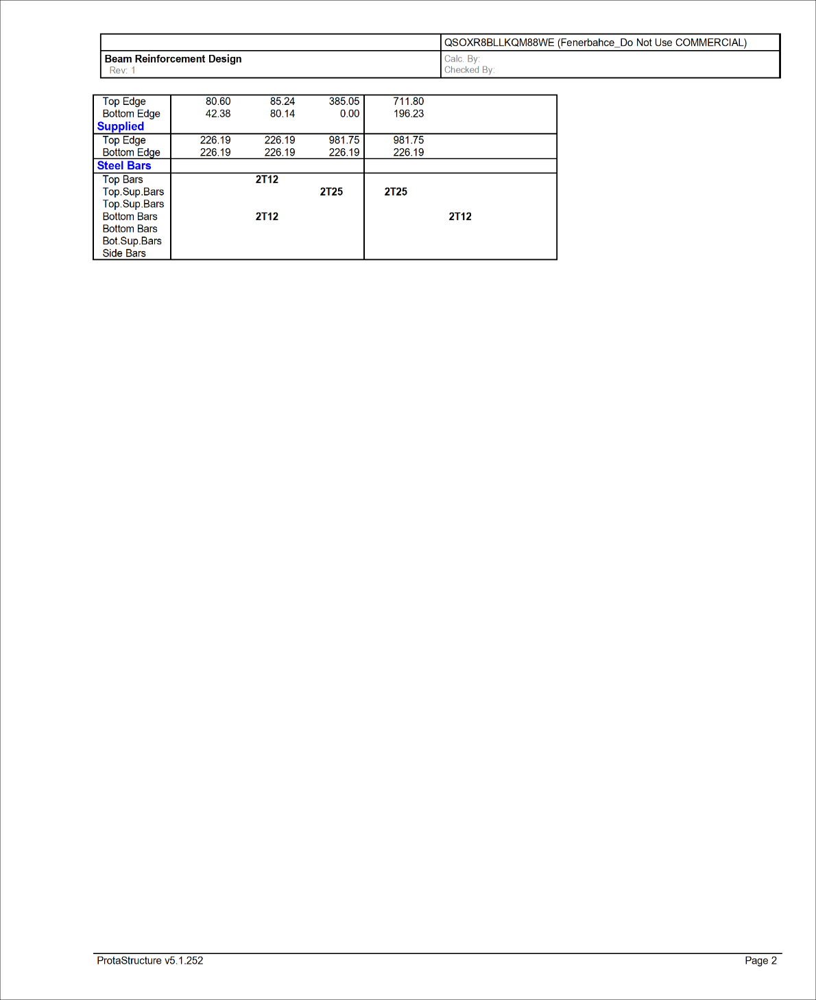 QSOXR8BLLKQM88WE (Fenerbahce_Do Not Use COMMERCIAL)
Beam Reinforcement Design
Rev: 1
Calc. By:
Checked By:
Top Edge 80.60 85.24 385.05 711.80
Bottom Edge 42.38 80.14 0.00 196.23
Supplied
Top Edge 226.19 226.19 981.75 981.75
Bottom Edge 226.19 226.19 226.19 226.19
Steel Bars
Top Bars 2T12
Top.Sup.Bars 2T25 2T25
Top.Sup.Bars
Bottom Bars 2T12 2T12
Bottom Bars
Bot.Sup.Bars
Side Bars
ProtaStructure v5.1.252 Page 2